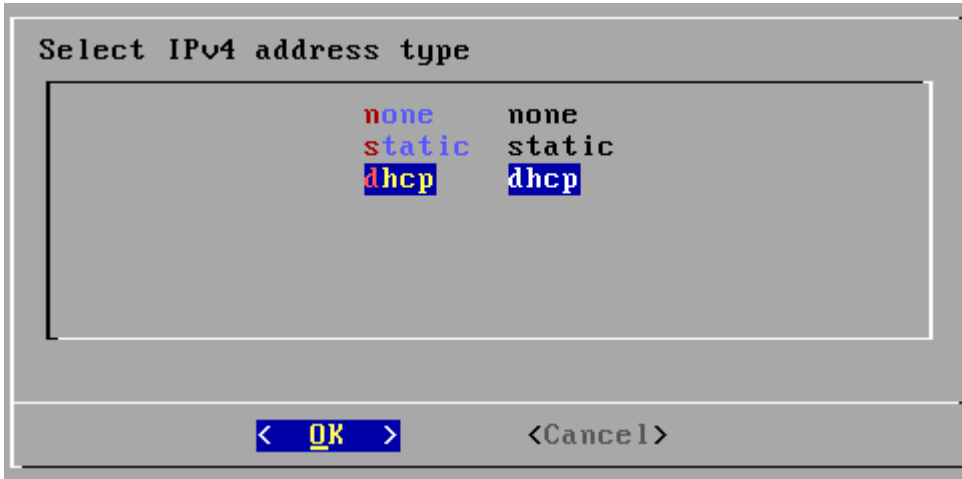 Select IPv4 address type
none none
static static
dhcp dhcp
< OK > <Cancel>